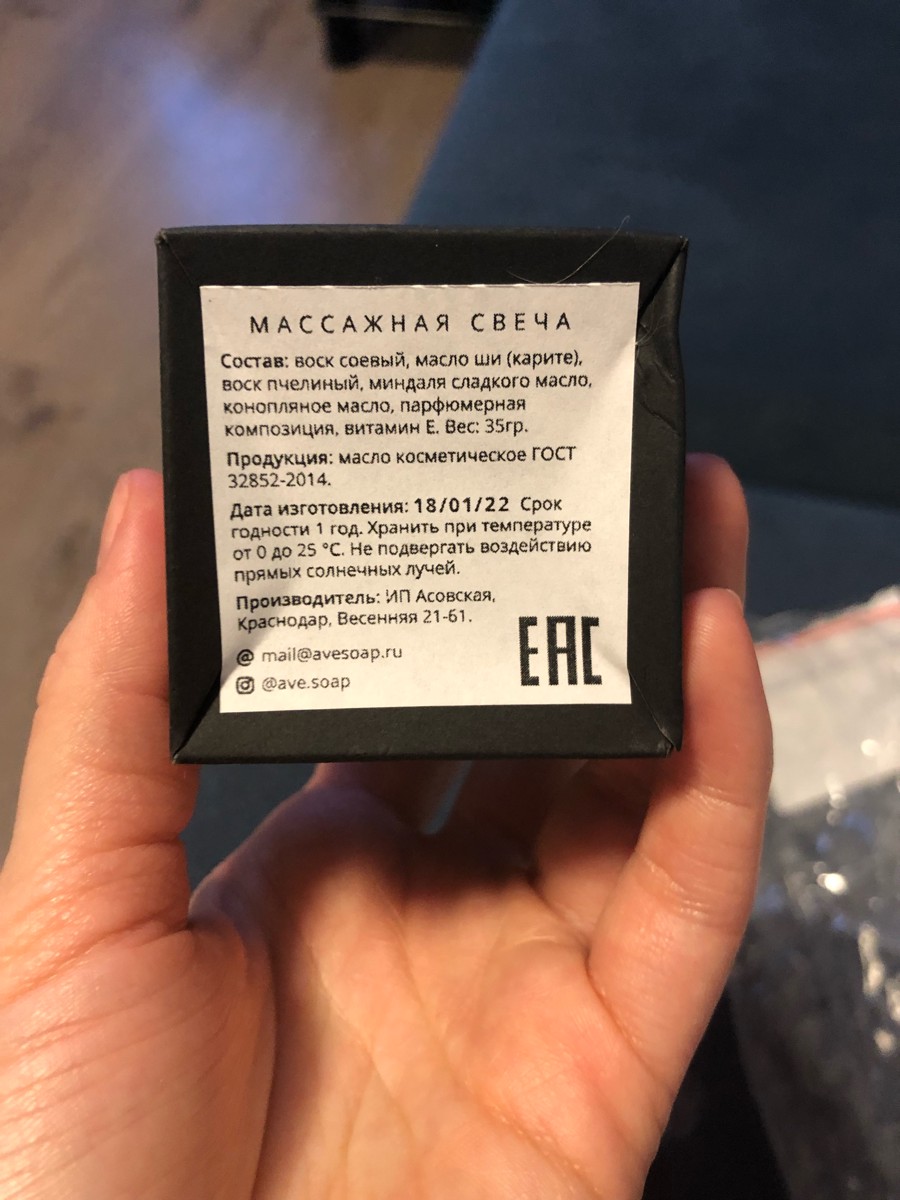 МАССАЖНАЯ СВЕЧА
Состав: воск соевый, масло ши (карите),
воск пчелиный, миндаля сладкого масло,
конопляное масло, парфюмерная
композиция, витамин Е. Вес: 35гр.
Продукция: масло косметическое ГОСТ
32852-2014.
Дата изготовления: 18/01/22 Срок
годности 1 год. Хранить при температуре
от 0 до 25 °С. Не подвергать воздействию
прямых солнечных лучей.
Производитель: ИП Асовская,
Краснодар, Весенняя 21-61.
@ mail@avesoap.ru
@ave.soap
EAC